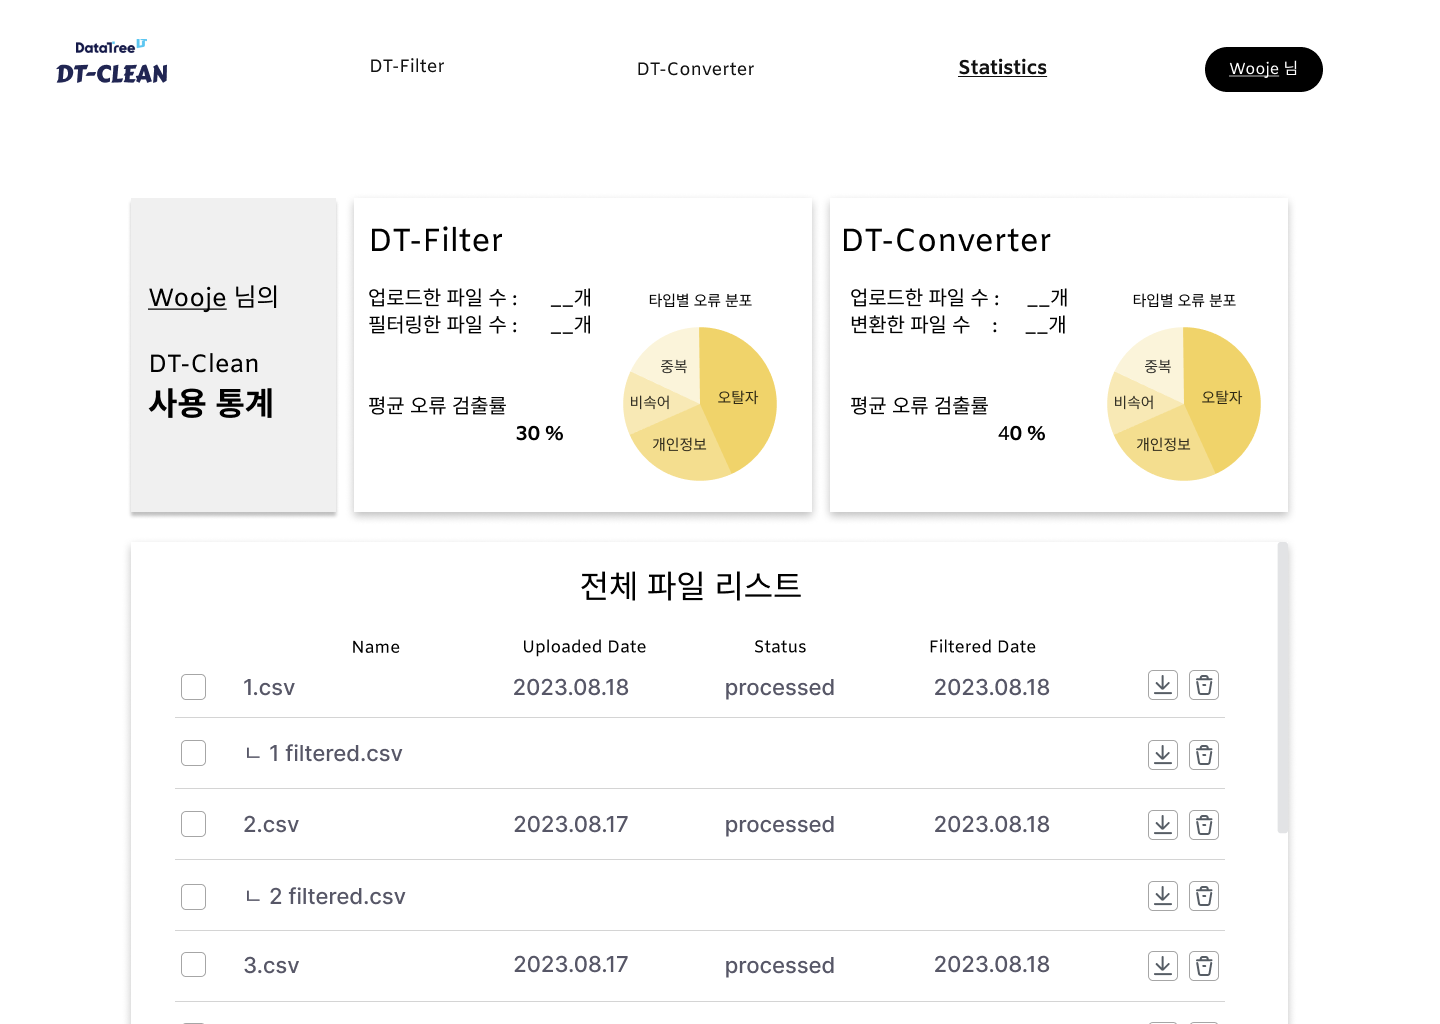 DataTree DT
DT-CLEAN
DT-Filter
DT-Converter
Statistics
Wooje 님
Wooje 님의
DT-Clean
사용 통계
DT-Filter
업로드한 파일 수 : __개
필터링한 파일 수 : __개
평균 오류 검출률
30 %
타입별 오류 분포
중복
오탈자
비속어
개인정보
DT-Converter
업로드한 파일 수 : __개
변환한 파일 수 : __개
평균 오류 검출률
40 %
타입별 오류 분포
중복
오탈자
비속어
개인정보
전체 파일 리스트
Name Uploaded Date Status Filtered Date
1.csv 2023.08.18 processed 2023.08.18
ㄴ 1 filtered.csv
2.csv 2023.08.17 processed 2023.08.18
ㄴ 2 filtered.csv
3.csv 2023.08.17 processed 2023.08.18